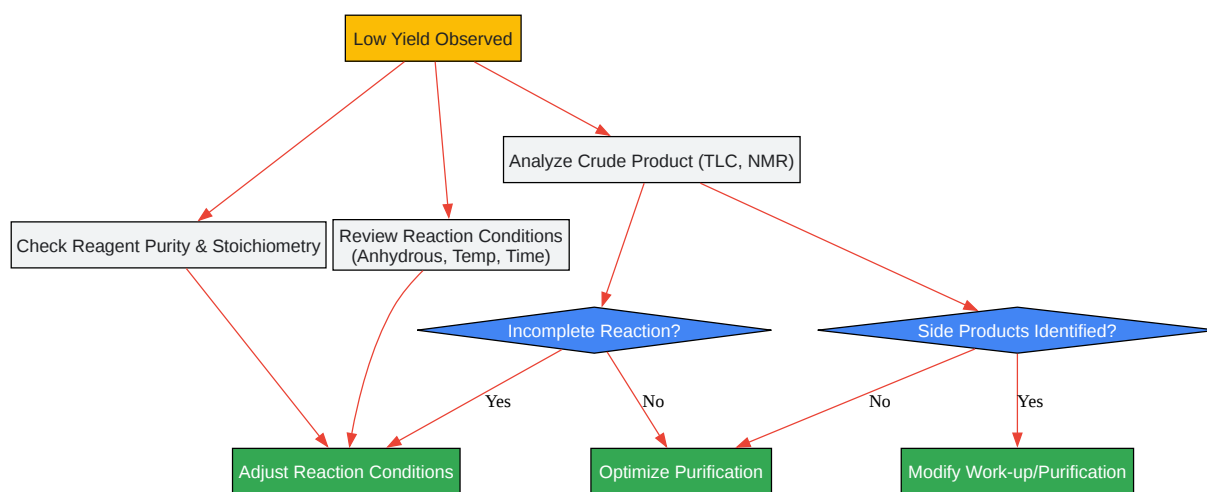 Low Yield Observed
Analyze Crude Product (TLC, NMR)
Check Reagent Purity & Stoichiometry
Review Reaction Conditions
(Anhydrous, Temp, Time)
Incomplete Reaction?
Side Products Identified?
Yes
No
No
Yes
Adjust Reaction Conditions
Optimize Purification
Modify Work-up/Purification